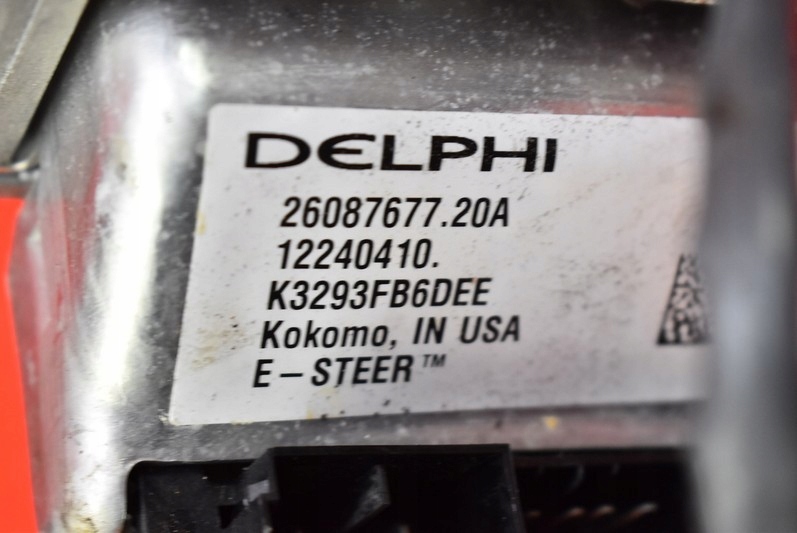 DELPHI
26087677.20A
12240410.
K3293FB6DEE
Kokomo, IN USA
E-STEER™